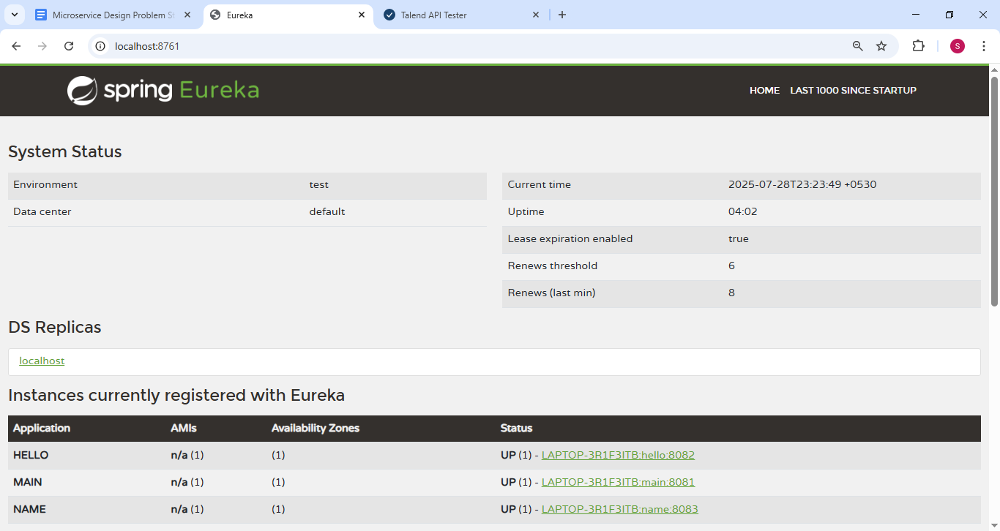 Microservice Design Problem S
Eureka
Talend API Tester
localhost:8761
S
spring Eureka
HOME LAST 1000 SINCE STARTUP
System Status
Environment test
Data center default
Current time 2025-07-28T23:23:49 +0530
Uptime 04:02
Lease expiration enabled true
Renews threshold 6
Renews (last min) 8
DS Replicas
localhost
Instances currently registered with Eureka
Application AMIs Availability Zones Status
HELLO n/a (1) (1) UP (1) - LAPTOP-3R1F3ITB:hello:8082
MAIN n/a (1) (1) UP (1) - LAPTOP-3R1F3ITB:main:8081
NAME n/a (1) (1) UP (1) - LAPTOP-3R1F3ITB:name:8083